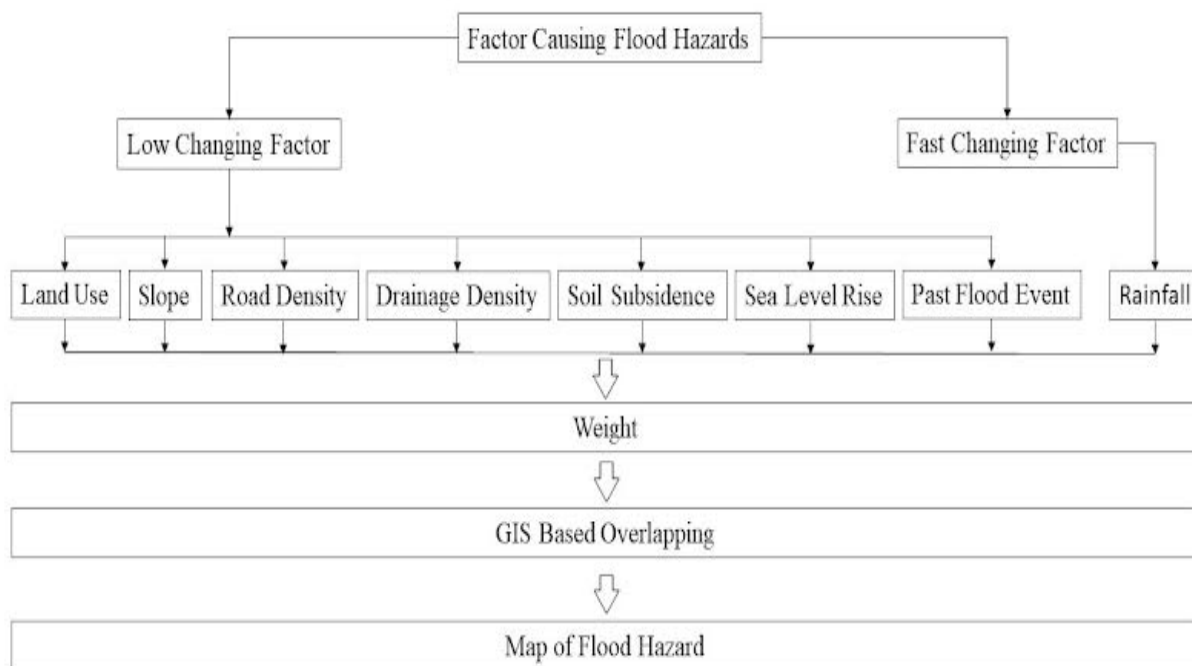 Factor Causing Flood Hazards
Low Changing Factor
Fast Changing Factor
Land Use
Slope
Road Density
Drainage Density
Soil Subsidence
Sea Level Rise
Past Flood Event
Rainfall
Weight
GIS Based Overlapping
Map of Flood Hazard